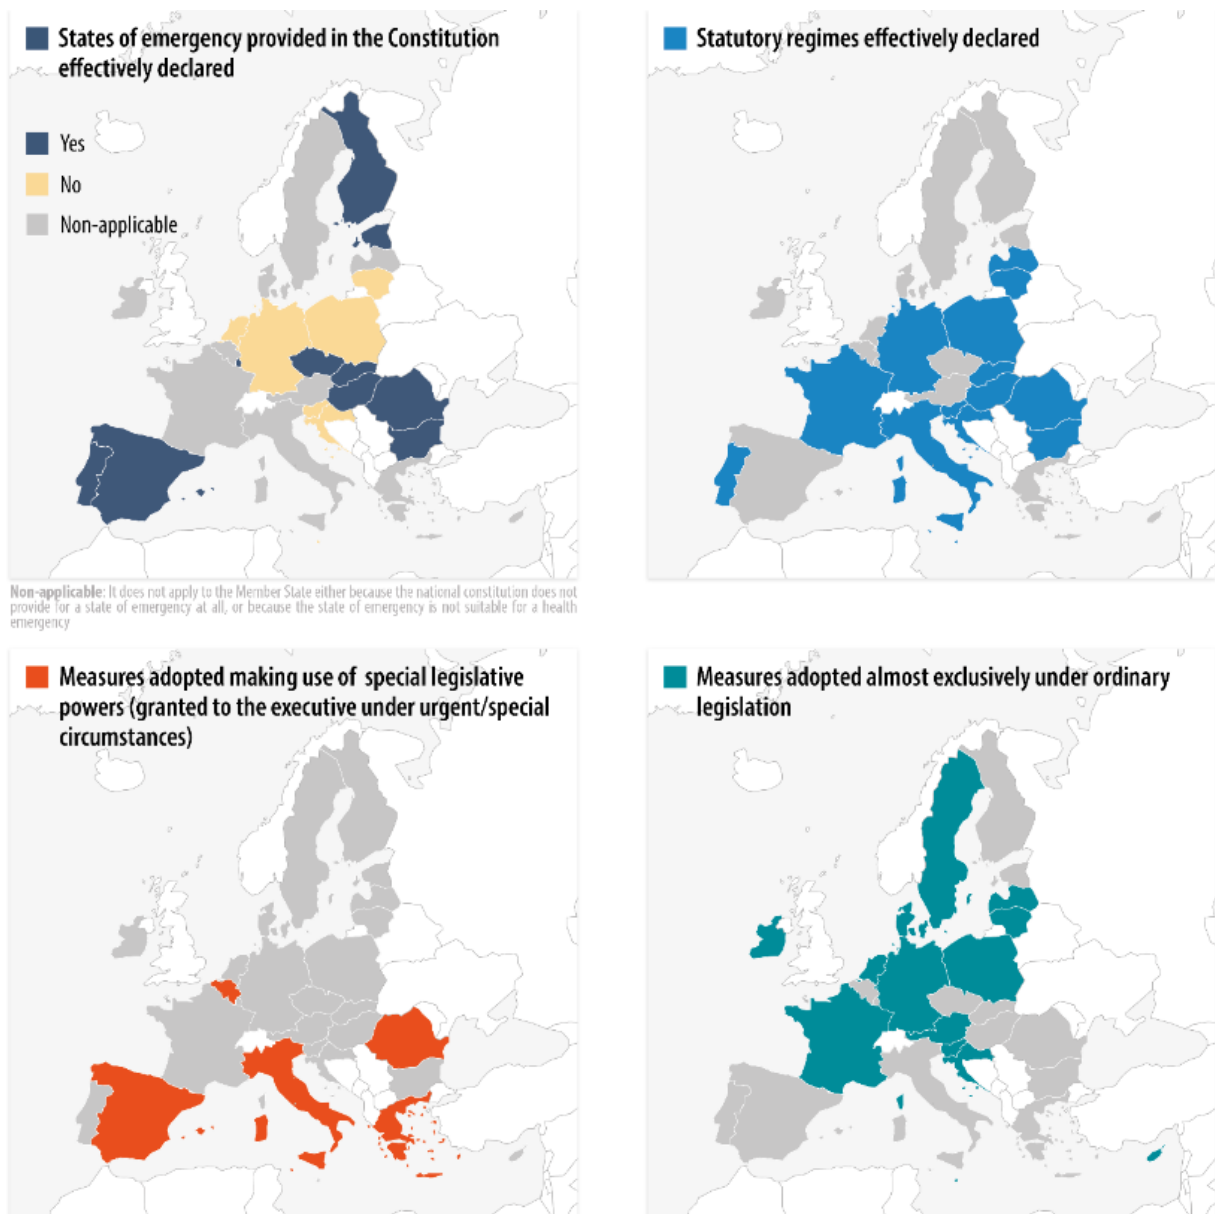 States of emergency provided in the Constitution
effectively declared
Yes
No
Non-applicable
Statutory regimes effectively declared
Non-applicable: It does not apply to the Member State either because the national constitution does not
provide for a state of emergency at all, or because the state of emergency is not suitable for a health
emergency
Measures adopted making use of special legislative
powers (granted to the executive under urgent/special
circumstances)
Measures adopted almost exclusively under ordinary
legislation